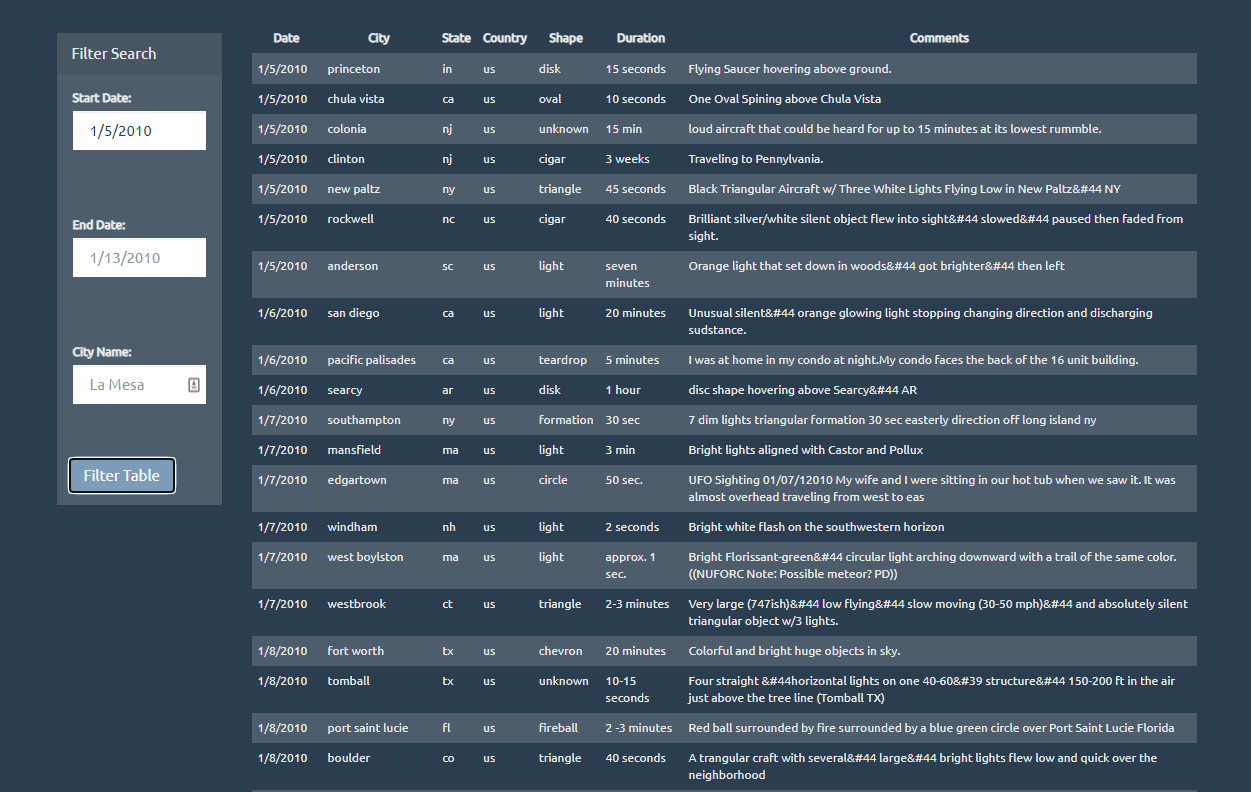 Filter Search
Start Date:
1/5/2010
End Date:
1/13/2010
City Name:
La Mesa
Filter Table
Date City State Country Shape Duration Comments
1/5/2010 princeton in us disk 15 seconds Flying Saucer hovering above ground.
1/5/2010 chula vista ca us oval 10 seconds One Oval Spining above Chula Vista
1/5/2010 colonia nj us unknown 15 min loud aircraft that could be heard for up to 15 minutes at its lowest rummble.
1/5/2010 clinton nj us cigar 3 weeks Traveling to Pennylvania.
1/5/2010 new paltz ny us triangle 45 seconds Black Triangular Aircraft w/ Three White Lights Flying Low in New Paltz&#44 NY
1/5/2010 rockwell nc us cigar 40 seconds Brilliant silver/white silent object flew into sight&#44 slowed&#44 paused then faded from
sight.
1/5/2010 anderson sc us light seven Orange light that set down in woods&#44 got brighter&#44 then left
minutes
1/6/2010 san diego ca us light 20 minutes Unusual silent&#44 orange glowing light stopping changing direction and discharging
sudstance.
1/6/2010 pacific palisades ca us teardrop 5 minutes I was at home in my condo at night.My condo faces the back of the 16 unit building.
1/6/2010 searcy ar us disk 1 hour disc shape hovering above Searcy&#44 AR
1/7/2010 southampton ny us formation 30 sec 7 dim lights triangular formation 30 sec easterly direction off long island ny
1/7/2010 mansfield ma us light 3 min Bright lights aligned with Castor and Pollux
1/7/2010 edgartown ma us circle 50 sec. UFO Sighting 01/07/12010 My wife and I were sitting in our hot tub when we saw it. It was
almost overhead traveling from west to eas
1/7/2010 windham nh us light 2 seconds Bright white flash on the southwestern horizon
1/7/2010 west boylston ma us light approx. 1 Bright Florissant-green&#44 circular light arching downward with a trail of the same color.
sec. ((NUFORC Note: Possible meteor? PD))
1/7/2010 westbrook ct us triangle 2-3 minutes Very large (747ish)&#44 low flying&#44 slow moving (30-50 mph)&#44 and absolutely silent
triangular object w/3 lights.
1/8/2010 fort worth tx us chevron 20 minutes Colorful and bright huge objects in sky.
1/8/2010 tomball tx us unknown 10-15 Four straight &#44horizontal lights on one 40-60&#39 structure&#44 150-200 ft in the air
seconds just above the tree line (Tomball TX)
1/8/2010 port saint lucie fl us fireball 2 -3 minutes Red ball surrounded by fire surrounded by a blue green circle over Port Saint Lucie Florida
1/8/2010 boulder co us triangle 40 seconds A trangular craft with several&#44 large&#44 bright lights flew low and quick over the
neighborhood